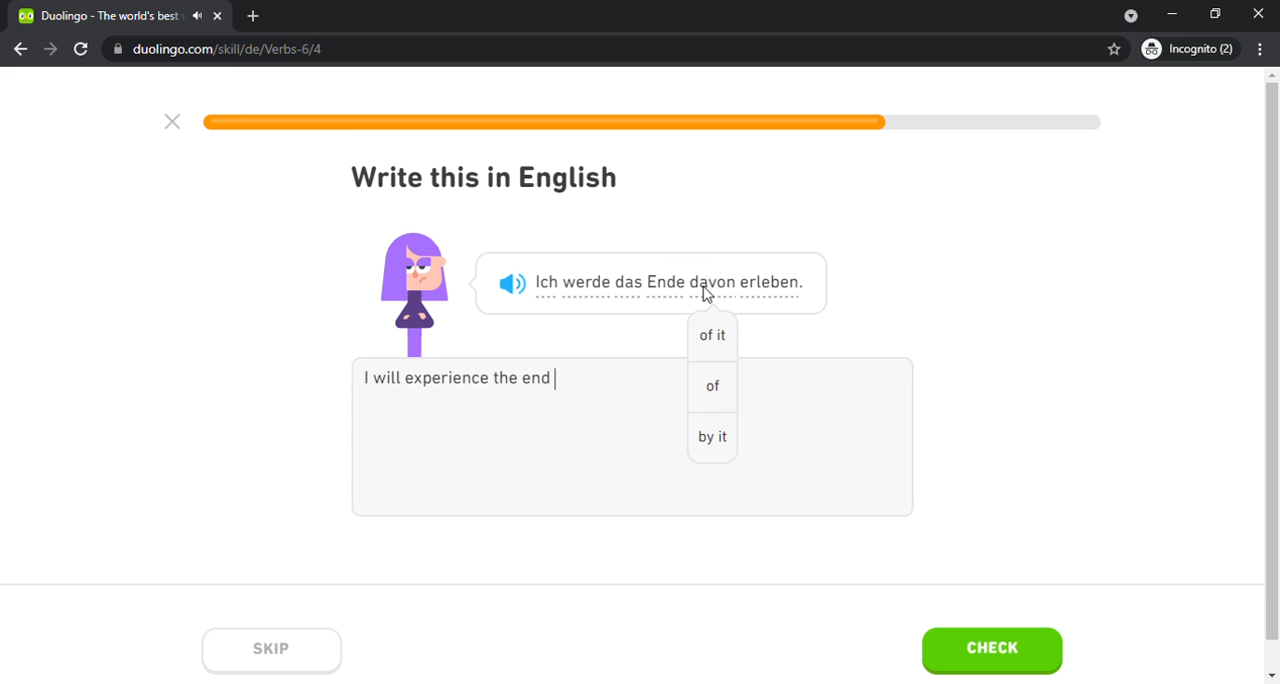 Duolingo - The world's best
duolingo.com/skill/de/Verbs-6/4
Incognito (2)
Write this in English
Ich werde das Ende davon erleben.
of it
of
by it
I will experience the end
SKIP
CHECK